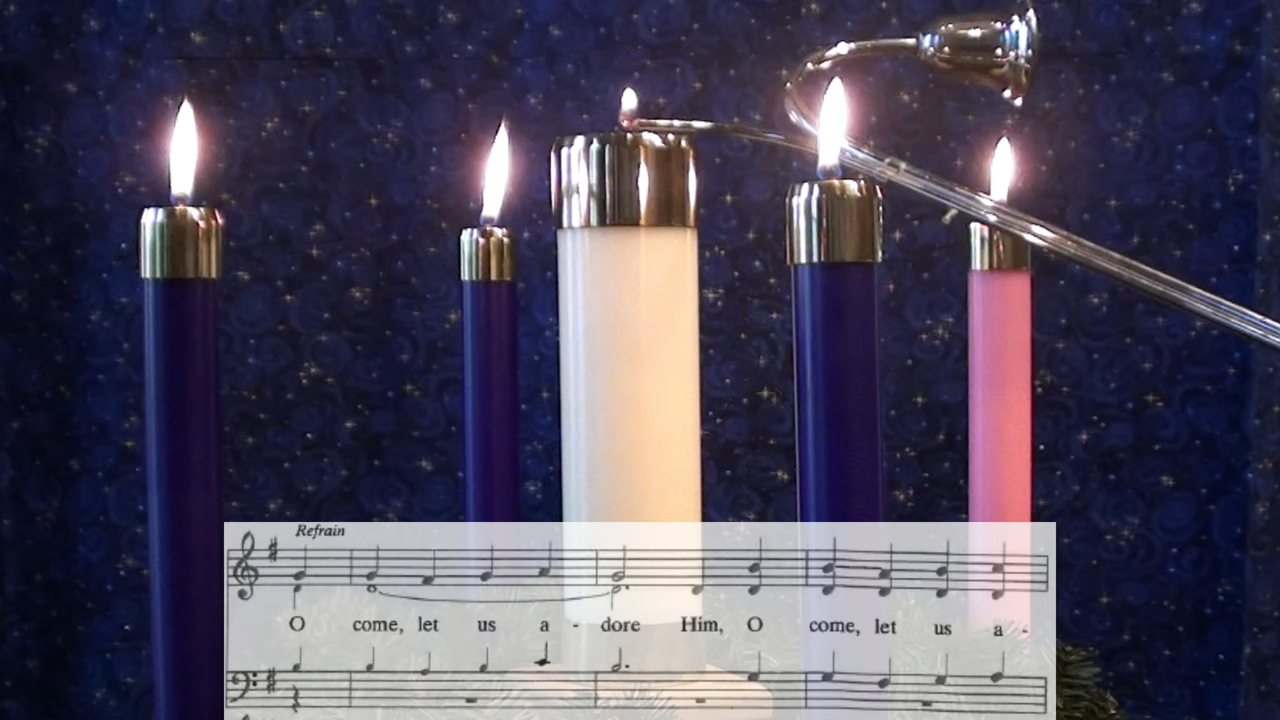 Refrain
O come, let us a - dore Him, O come, let us a -